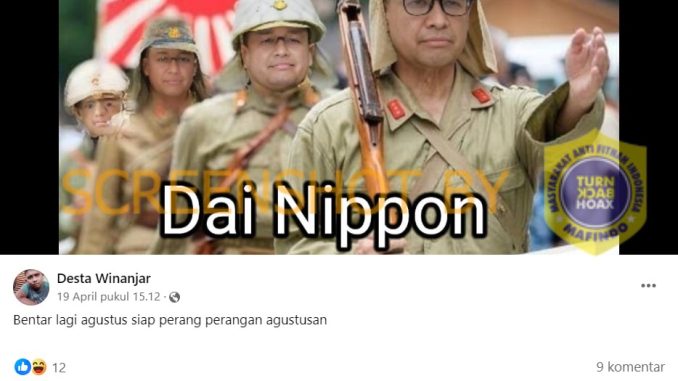 SCREENSHOT BY
MASYARAKAT ANTI FITNAH INDONESIA
TURN
BACK
HOAX
MAFINDO
Dai Nippon
Desta Winanjar
19 April pukul 15.12 ·
Bentar lagi agustus siap perang perangan agustusan
12
9 komentar